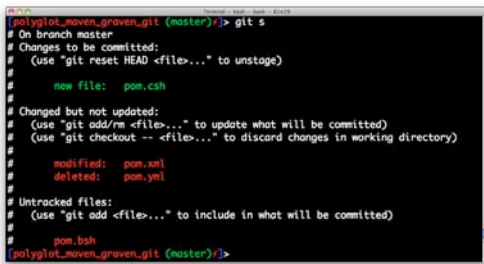 Terminal — bash — bash — 81x19
[polyglot_maven_graven_git (master)⚡]> git s
# On branch master
# Changes to be committed:
#   (use "git reset HEAD <file>..." to unstage)
#
#       new file:   pom.csh
#
# Changed but not updated:
#   (use "git add/rm <file>..." to update what will be committed)
#   (use "git checkout -- <file>..." to discard changes in working directory)
#
#       modified:   pom.xml
#       deleted:    pom.yml
#
# Untracked files:
#   (use "git add <file>..." to include in what will be committed)
#
#       pom.bsh
[polyglot_maven_graven_git (master)⚡]>